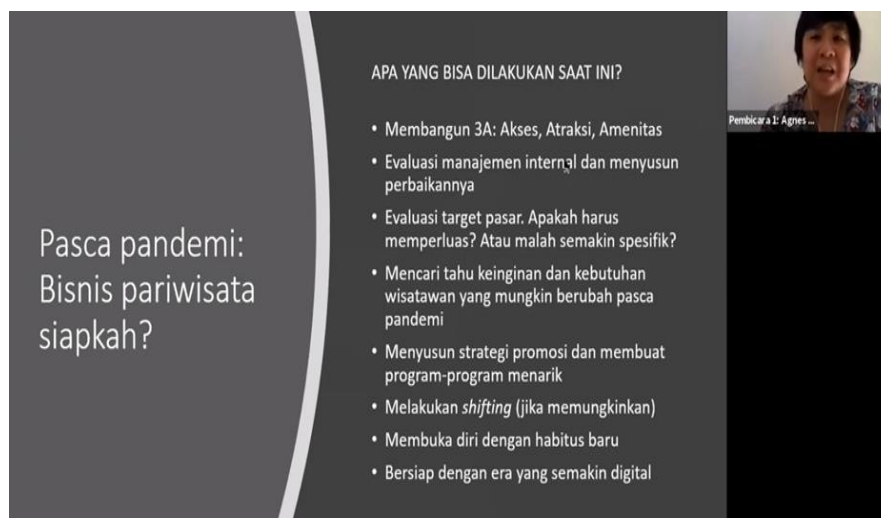 Pasca pandemi:
Bisnis pariwisata
siapkah?
APA YANG BISA DILAKUKAN SAAT INI?
• Membangun 3A: Akses, Atraksi, Amenitas
• Evaluasi manajemen internal dan menyusun
perbaikannya
• Evaluasi target pasar. Apakah harus
memperluas? Atau malah semakin spesifik?
• Mencari tahu keinginan dan kebutuhan
wisatawan yang mungkin berubah pasca
pandemi
• Menyusun strategi promosi dan membuat
program-program menarik
• Melakukan shifting (jika memungkinkan)
• Membuka diri dengan habitus baru
• Bersiap dengan era yang semakin digital
Pembicara 1: Agnes ...